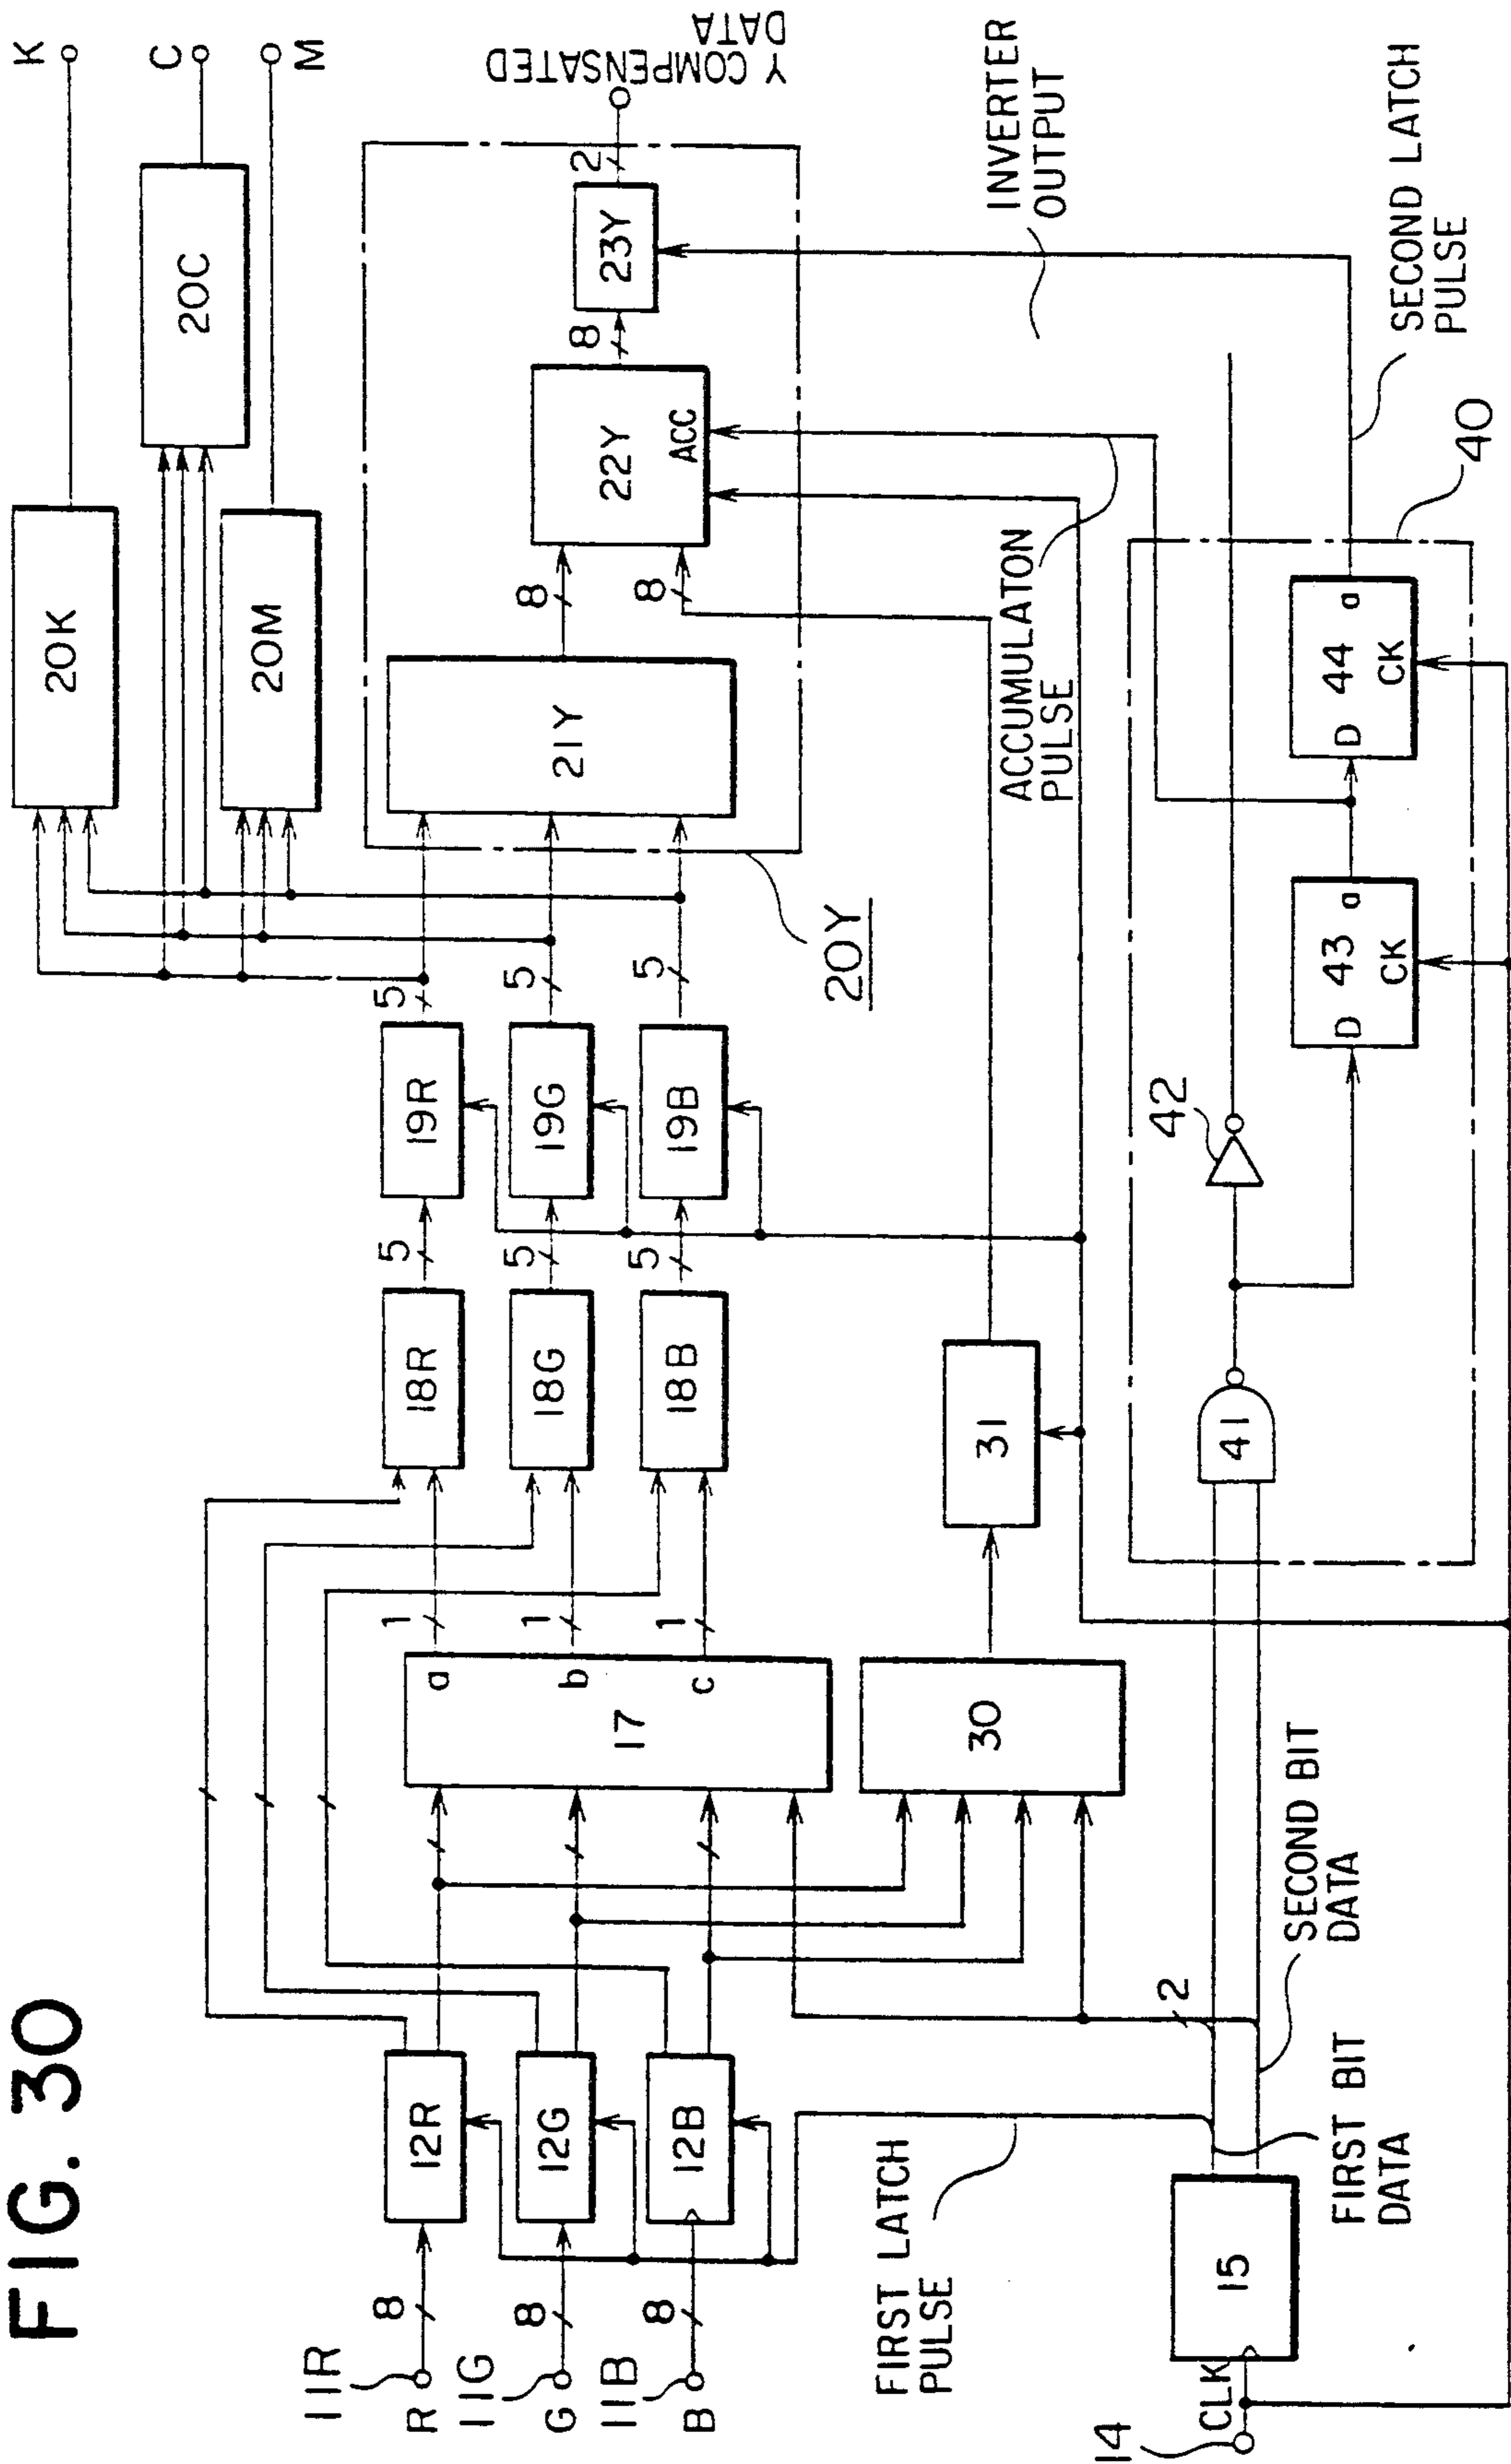 FIG. 30
11R
R
8
11G
G
8
11B
B
8
12R
12G
12B
FIRST LATCH
PULSE
14
CLK
15
FIRST BIT
DATA
SECOND BIT
DATA
2
17
a
b
c
1
1
1
30
31
18R
18G
18B
5
5
5
19R
19G
19B
5
5
5
20K
20M
20C
K
C
M
20Y
21Y
8
8
22Y
ACC
8
23Y
2
Y COMPENSATED
DATA
ACCUMULATON
PULSE
INVERTER
OUTPUT
SECOND LATCH
PULSE
40
41
42
D 43 a
CK
D 44 a
CK